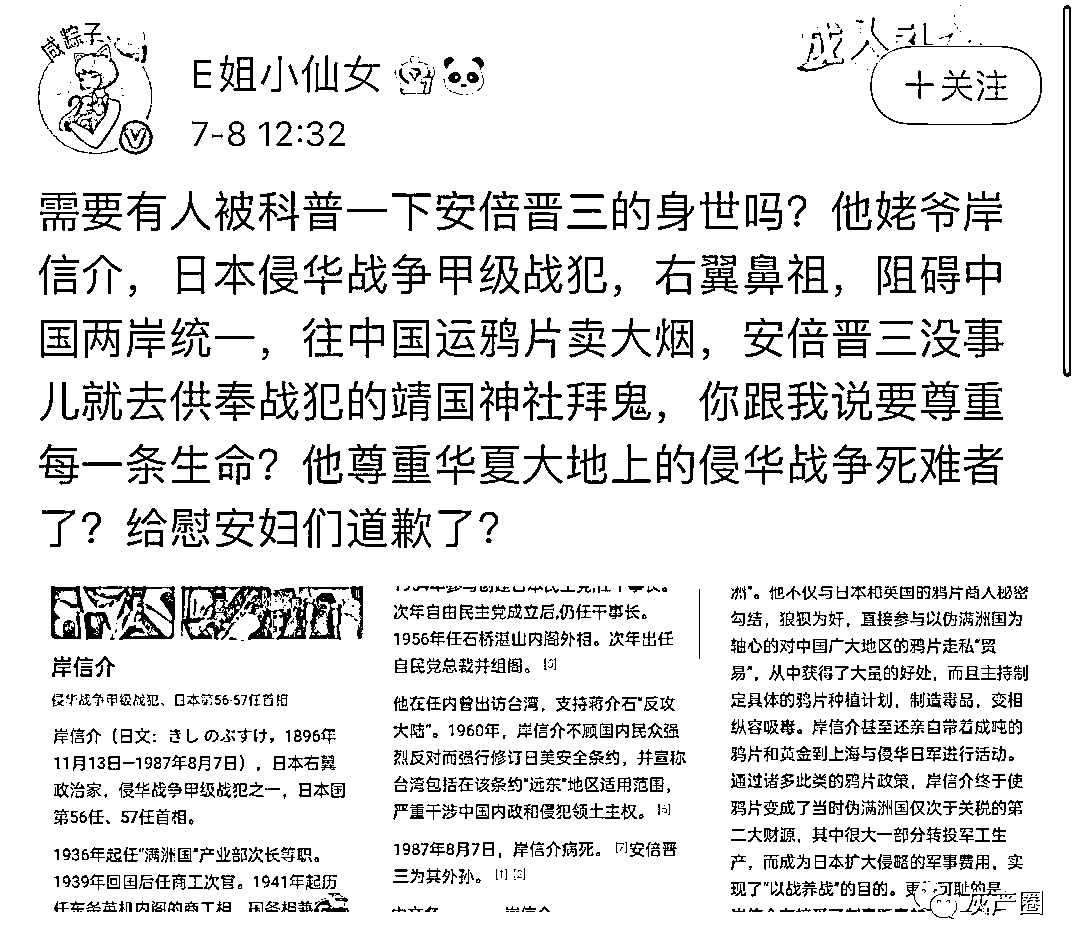 咸粽子
E姐小仙女
成人
十关注
7-8 12:32
需要有人被科普一下安倍晋三的身世吗？他姥爷岸
信介，日本侵华战争甲级战犯，右翼鼻祖，阻碍中
国两岸统一，往中国运鸦片卖大烟，安倍晋三没事
儿就去供奉战犯的靖国神社拜鬼，你跟我说要尊重
每一条生命？他尊重华夏大地上的侵华战争死难者
了？给慰安妇们道歉了？
岸信介
侵华战争甲级战犯、日本第56-57任首相
岸信介（日文：きし のぶすけ，1896年
11月13日—1987年8月7日），日本右翼
政治家，侵华战争甲级战犯之一，日本国
第56任、57任首相。
1936年起任“满洲国”产业部次长等职。
1939年回国后任商工次官。1941年起历
任东条英机内阁的商工相、国务相兼
次年自由民主党成立后,仍任干事长。
1956年任石桥湛山内阁外相。次年出任
自民党总裁并组阁。
他在任内曾出访台湾，支持蒋介石“反攻
大陆”。1960年，岸信介不顾国内民众强
烈反对而强行修订日美安全条约，并宣称
台湾包括在该条约“远东”地区适用范围，
严重干涉中国内政和侵犯领土主权。
1987年8月7日，岸信介病死。[7]安倍晋
三为其外孙。[1] [2]
洲”。他不仅与日本和英国的鸦片商人秘密
勾结，狼狈为奸，直接参与以伪满洲国为
轴心的对中国广大地区的鸦片走私“贸
易”，从中获得了大量的好处，而且主持制
定具体的鸦片种植计划，制造毒品，变相
纵容吸毒。岸信介甚至还亲自带着成吨的
鸦片和黄金到上海与侵华日军进行活动。
通过诸多此类的鸦片政策，岸信介终于使
鸦片变成了当时伪满洲国仅次于关税的第
二大财源，其中很大一部分转投军工生
产，而成为日本扩大侵略的军事费用，实
现了“以战养战”的目的。更可耻的是
灰产圈